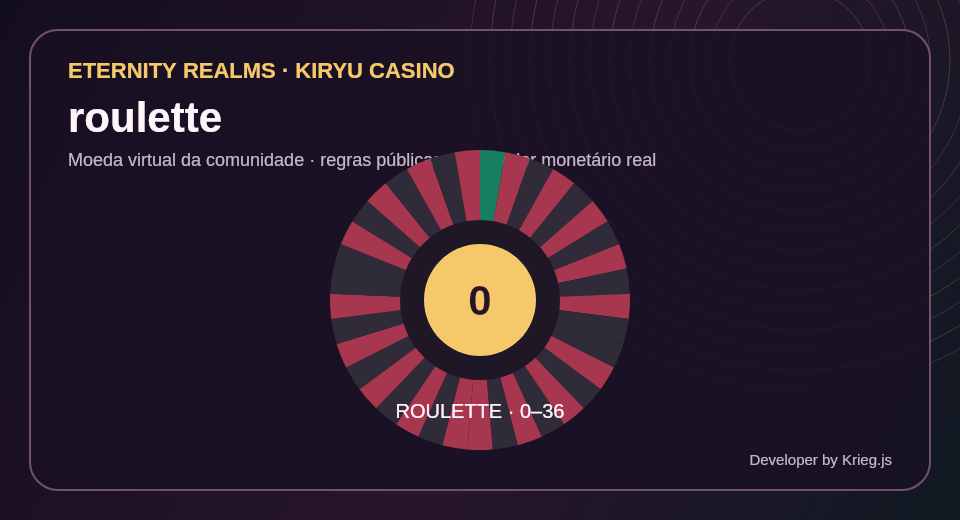 ETERNITY REALMS · KIRYU CASINO
roulette
Moeda virtual da comunidade · regras monetário real
0
ROULETTE · 0–36
Developer by Krieg.js